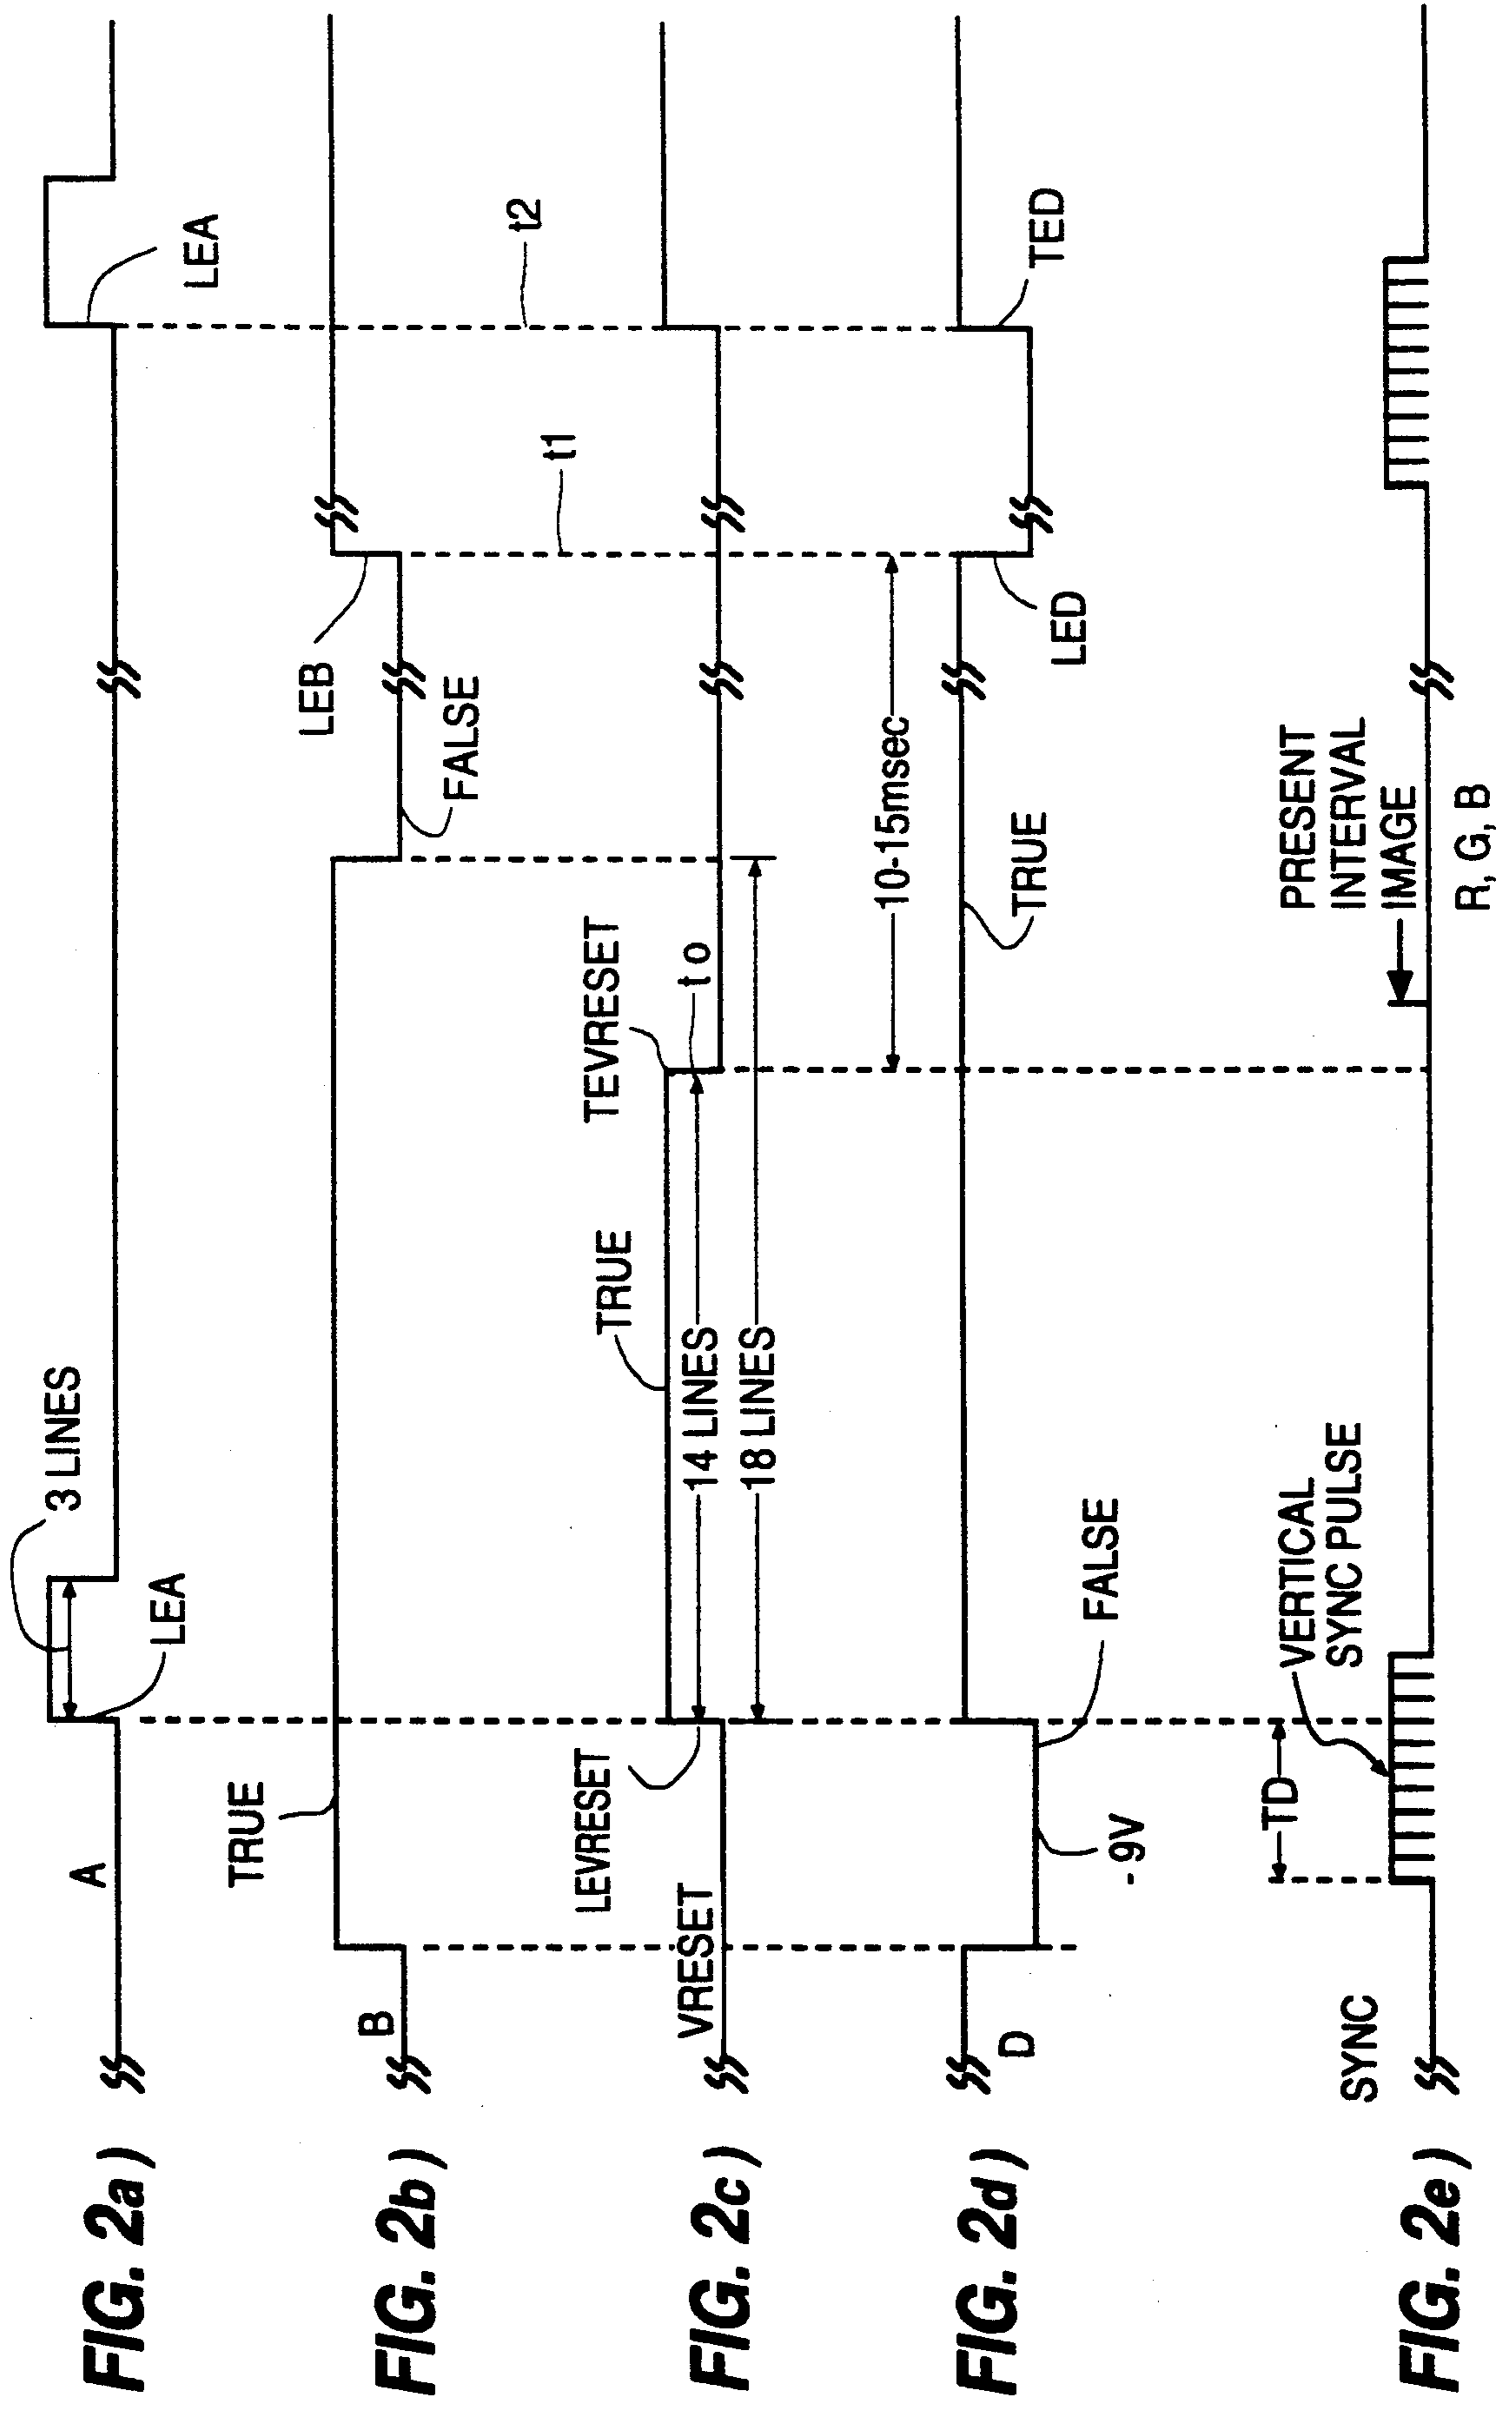 FIG. 2a)
A
LEA
3 LINES
LEA
FIG. 2b)
B
TRUE
FALSE
LEB
t1
t2
FIG. 2c)
VRESET
LEVRESET
TRUE
14 LINES
18 LINES
TEVRESET
to
10-15msec
FIG. 2d)
D
-9V
FALSE
TRUE
LED
TED
FIG. 2e)
SYNC
TD
VERTICAL
SYNC PULSE
PRESENT
INTERVAL
IMAGE
R, G, B